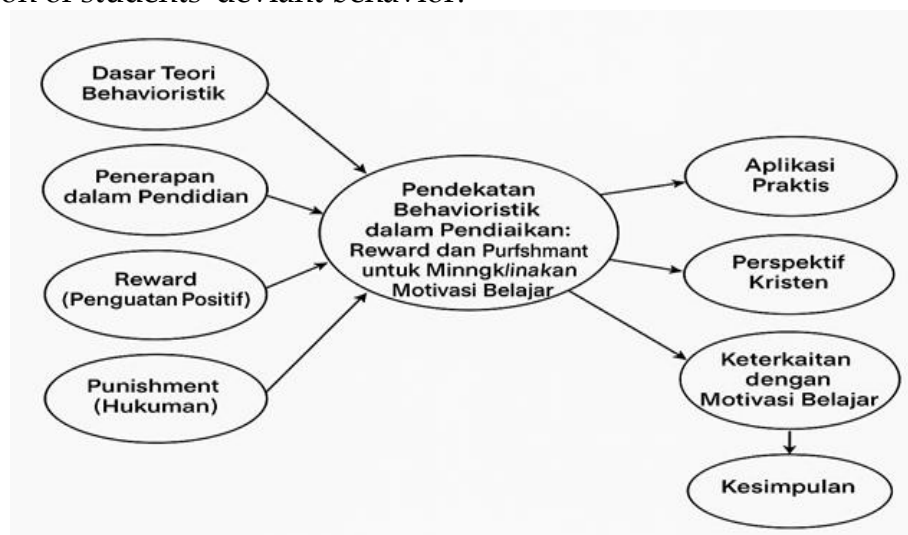 on of students' deviant behavior.
Dasar Teori
Behavioristik
Penerapan
dalam Pendidian
Reward
(Penguatan Positif)
Punishment
(Hukuman)
Pendekatan
Behavioristik
dalam Pendiaikan:
Reward dan Purfshmant
untuk Minngklinakan
Motivasi Belajar
Aplikasi
Praktis
Perspektif
Kristen
Keterkaitan
dengan
Motivasi Belajar
Kesimpulan